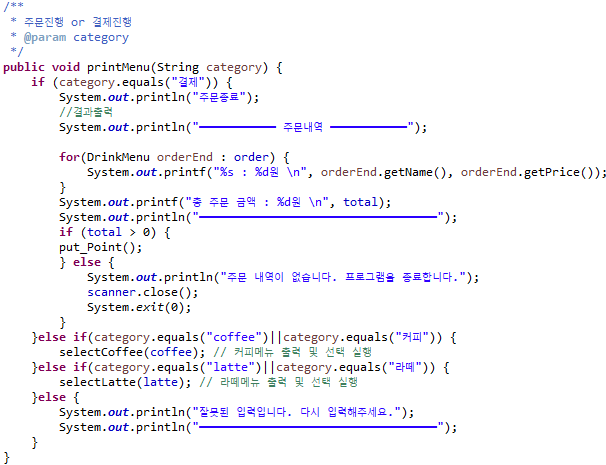 /**
 * 주문진행 or 결제진행
 * @param category
 */
public void printMenu(String category) {
    if (category.equals("결제")) {
        System.out.println("주문종료");
        //결과출력
        System.out.println("━━━━━━━━━━━ 주문내역 ━━━━━━━━━━━");

        for(DrinkMenu orderEnd : order) {
            System.out.printf("%s : %d원 \n", orderEnd.getName(), orderEnd.getPrice());
        }
        System.out.printf("총 주문 금액 : %d원 \n", total);
        System.out.println("━━━━━━━━━━━━━━━━━━━━━━━━━━━━━━━━━━");
        if (total > 0) {
        put_Point();
        } else {
            System.out.println("주문 내역이 없습니다. 프로그램을 종료합니다.");
            scanner.close();
            System.exit(0);
        }
    }else if(category.equals("coffee")||category.equals("커피")) {
        selectCoffee(coffee); // 커피메뉴 출력 및 선택 실행
    }else if(category.equals("latte")||category.equals("라떼")) {
        selectLatte(latte); // 라떼메뉴 출력 및 선택 실행
    }else {
        System.out.println("잘못된 입력입니다. 다시 입력해주세요.");
        System.out.println("━━━━━━━━━━━━━━━━━━━━━━━━━━━━━━━━━━");
    }
}